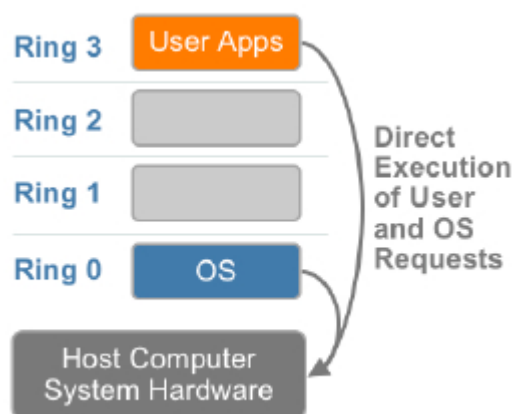 Ring 3
User Apps
Ring 2
Ring 1
Ring 0
OS
Direct
Execution
of User
and OS
Requests
Host Computer
System Hardware